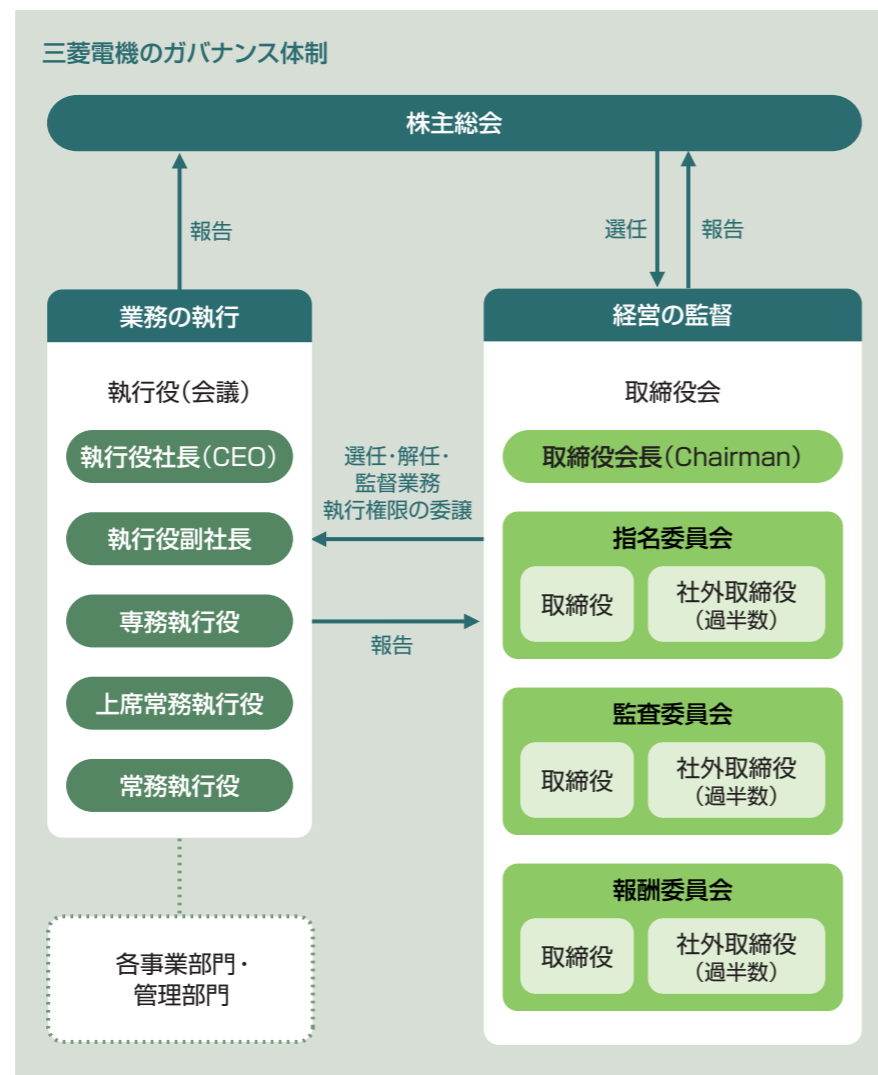 三菱電機のガバナンス体制
株主総会
報告
選任
報告
業務の執行
執行役(会議)
執行役社長(CEO)
執行役副社長
専務執行役
上席常務執行役
常務執行役
各事業部門・
管理部門
選任・解任・
監督業務
執行権限の委譲
報告
経営の監督
取締役会
取締役会長(Chairman)
指名委員会
取締役
社外取締役
(過半数)
監査委員会
取締役
社外取締役
(過半数)
報酬委員会
取締役
社外取締役
(過半数)